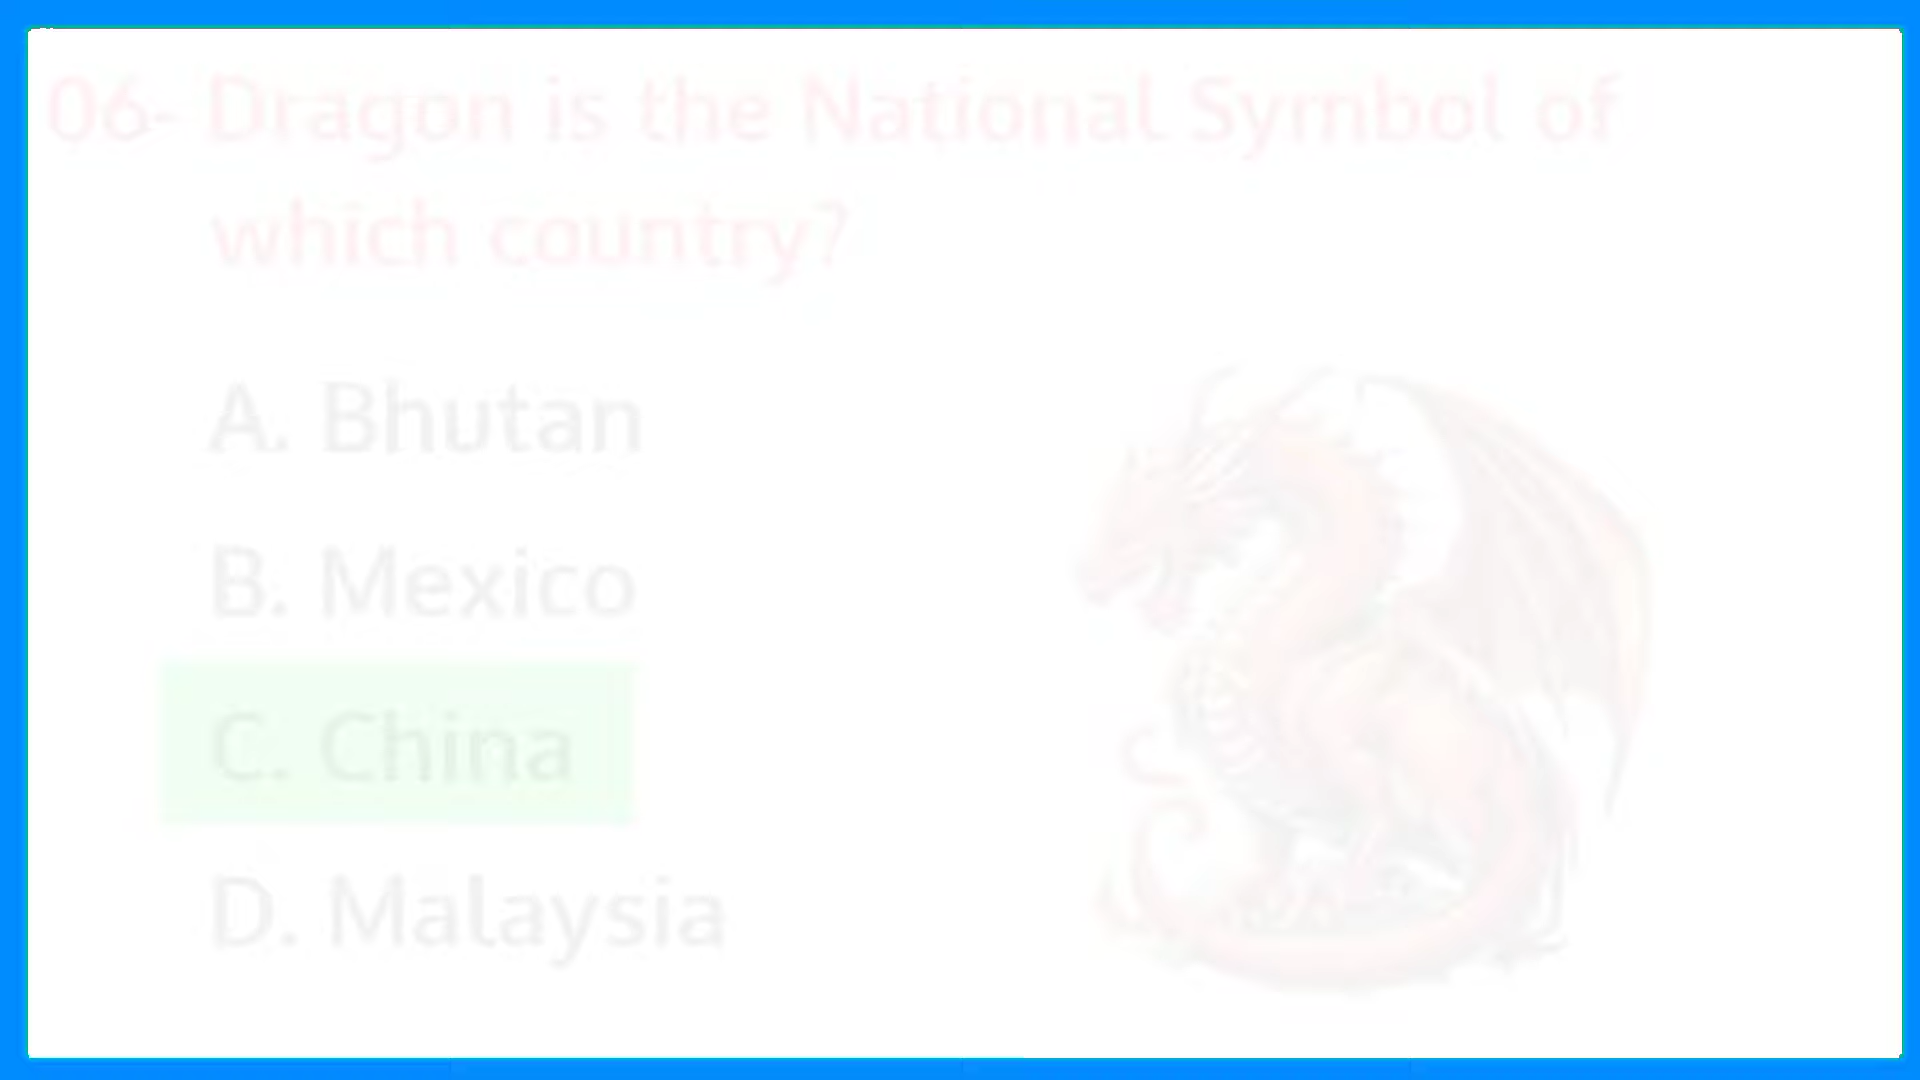 06- Dragon is the National Symbol of
which country?
A. Bhutan
B. Mexico
C. China
D. Malaysia